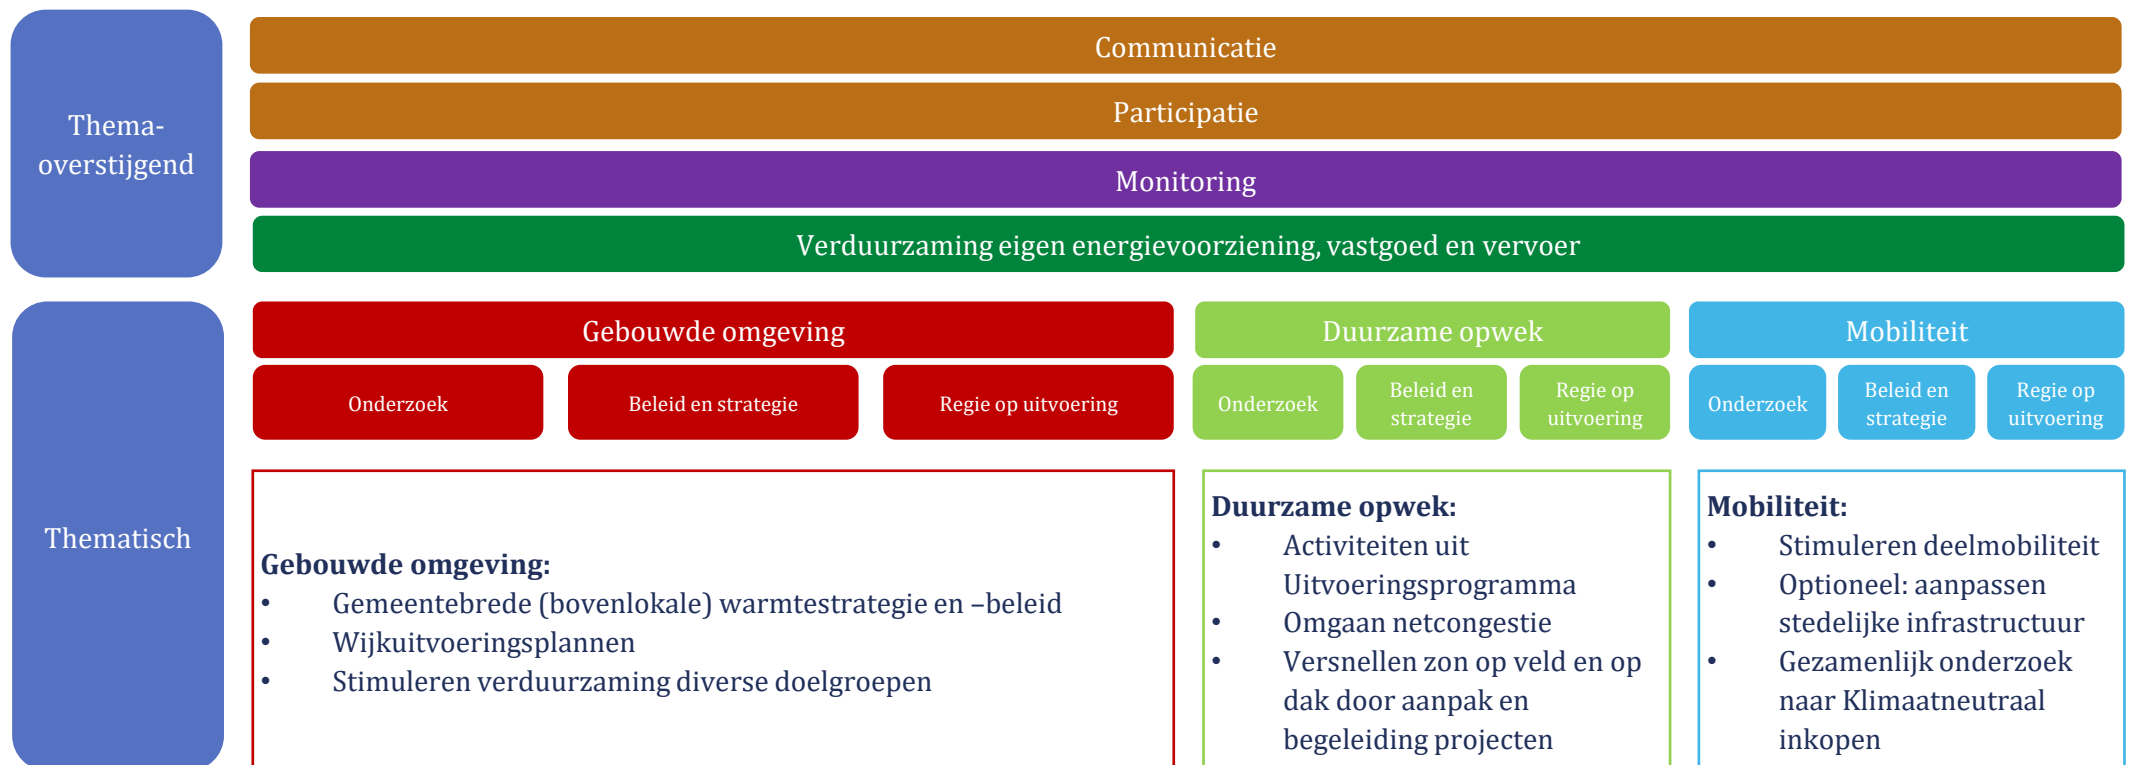 Thema-
overstijgend
Communicatie
Participatie
Monitoring
Verduurzaming eigen energievoorziening, vastgoed en vervoer
Thematisch
Gebouwde omgeving
Onderzoek
Beleid en strategie
Regie op uitvoering
Duurzame opwek
Onderzoek
Beleid en
strategie
Regie op
uitvoering
Mobiliteit
Onderzoek
Beleid en
strategie
Regie op
uitvoering
Gebouwde omgeving:
• Gemeentebrede (bovenlokale) warmtestrategie en –beleid
• Wijkuitvoeringsplannen
• Stimuleren verduurzaming diverse doelgroepen
Duurzame opwek:
• Activiteiten uit
Uitvoeringsprogramma
• Omgaan netcongestie
• Versnellen zon op veld en op
dak door aanpak en
begeleiding projecten
Mobiliteit:
• Stimuleren deelmobiliteit
• Optioneel: aanpassen
stedelijke infrastructuur
• Gezamenlijk onderzoek
naar Klimaatneutraal
inkopen